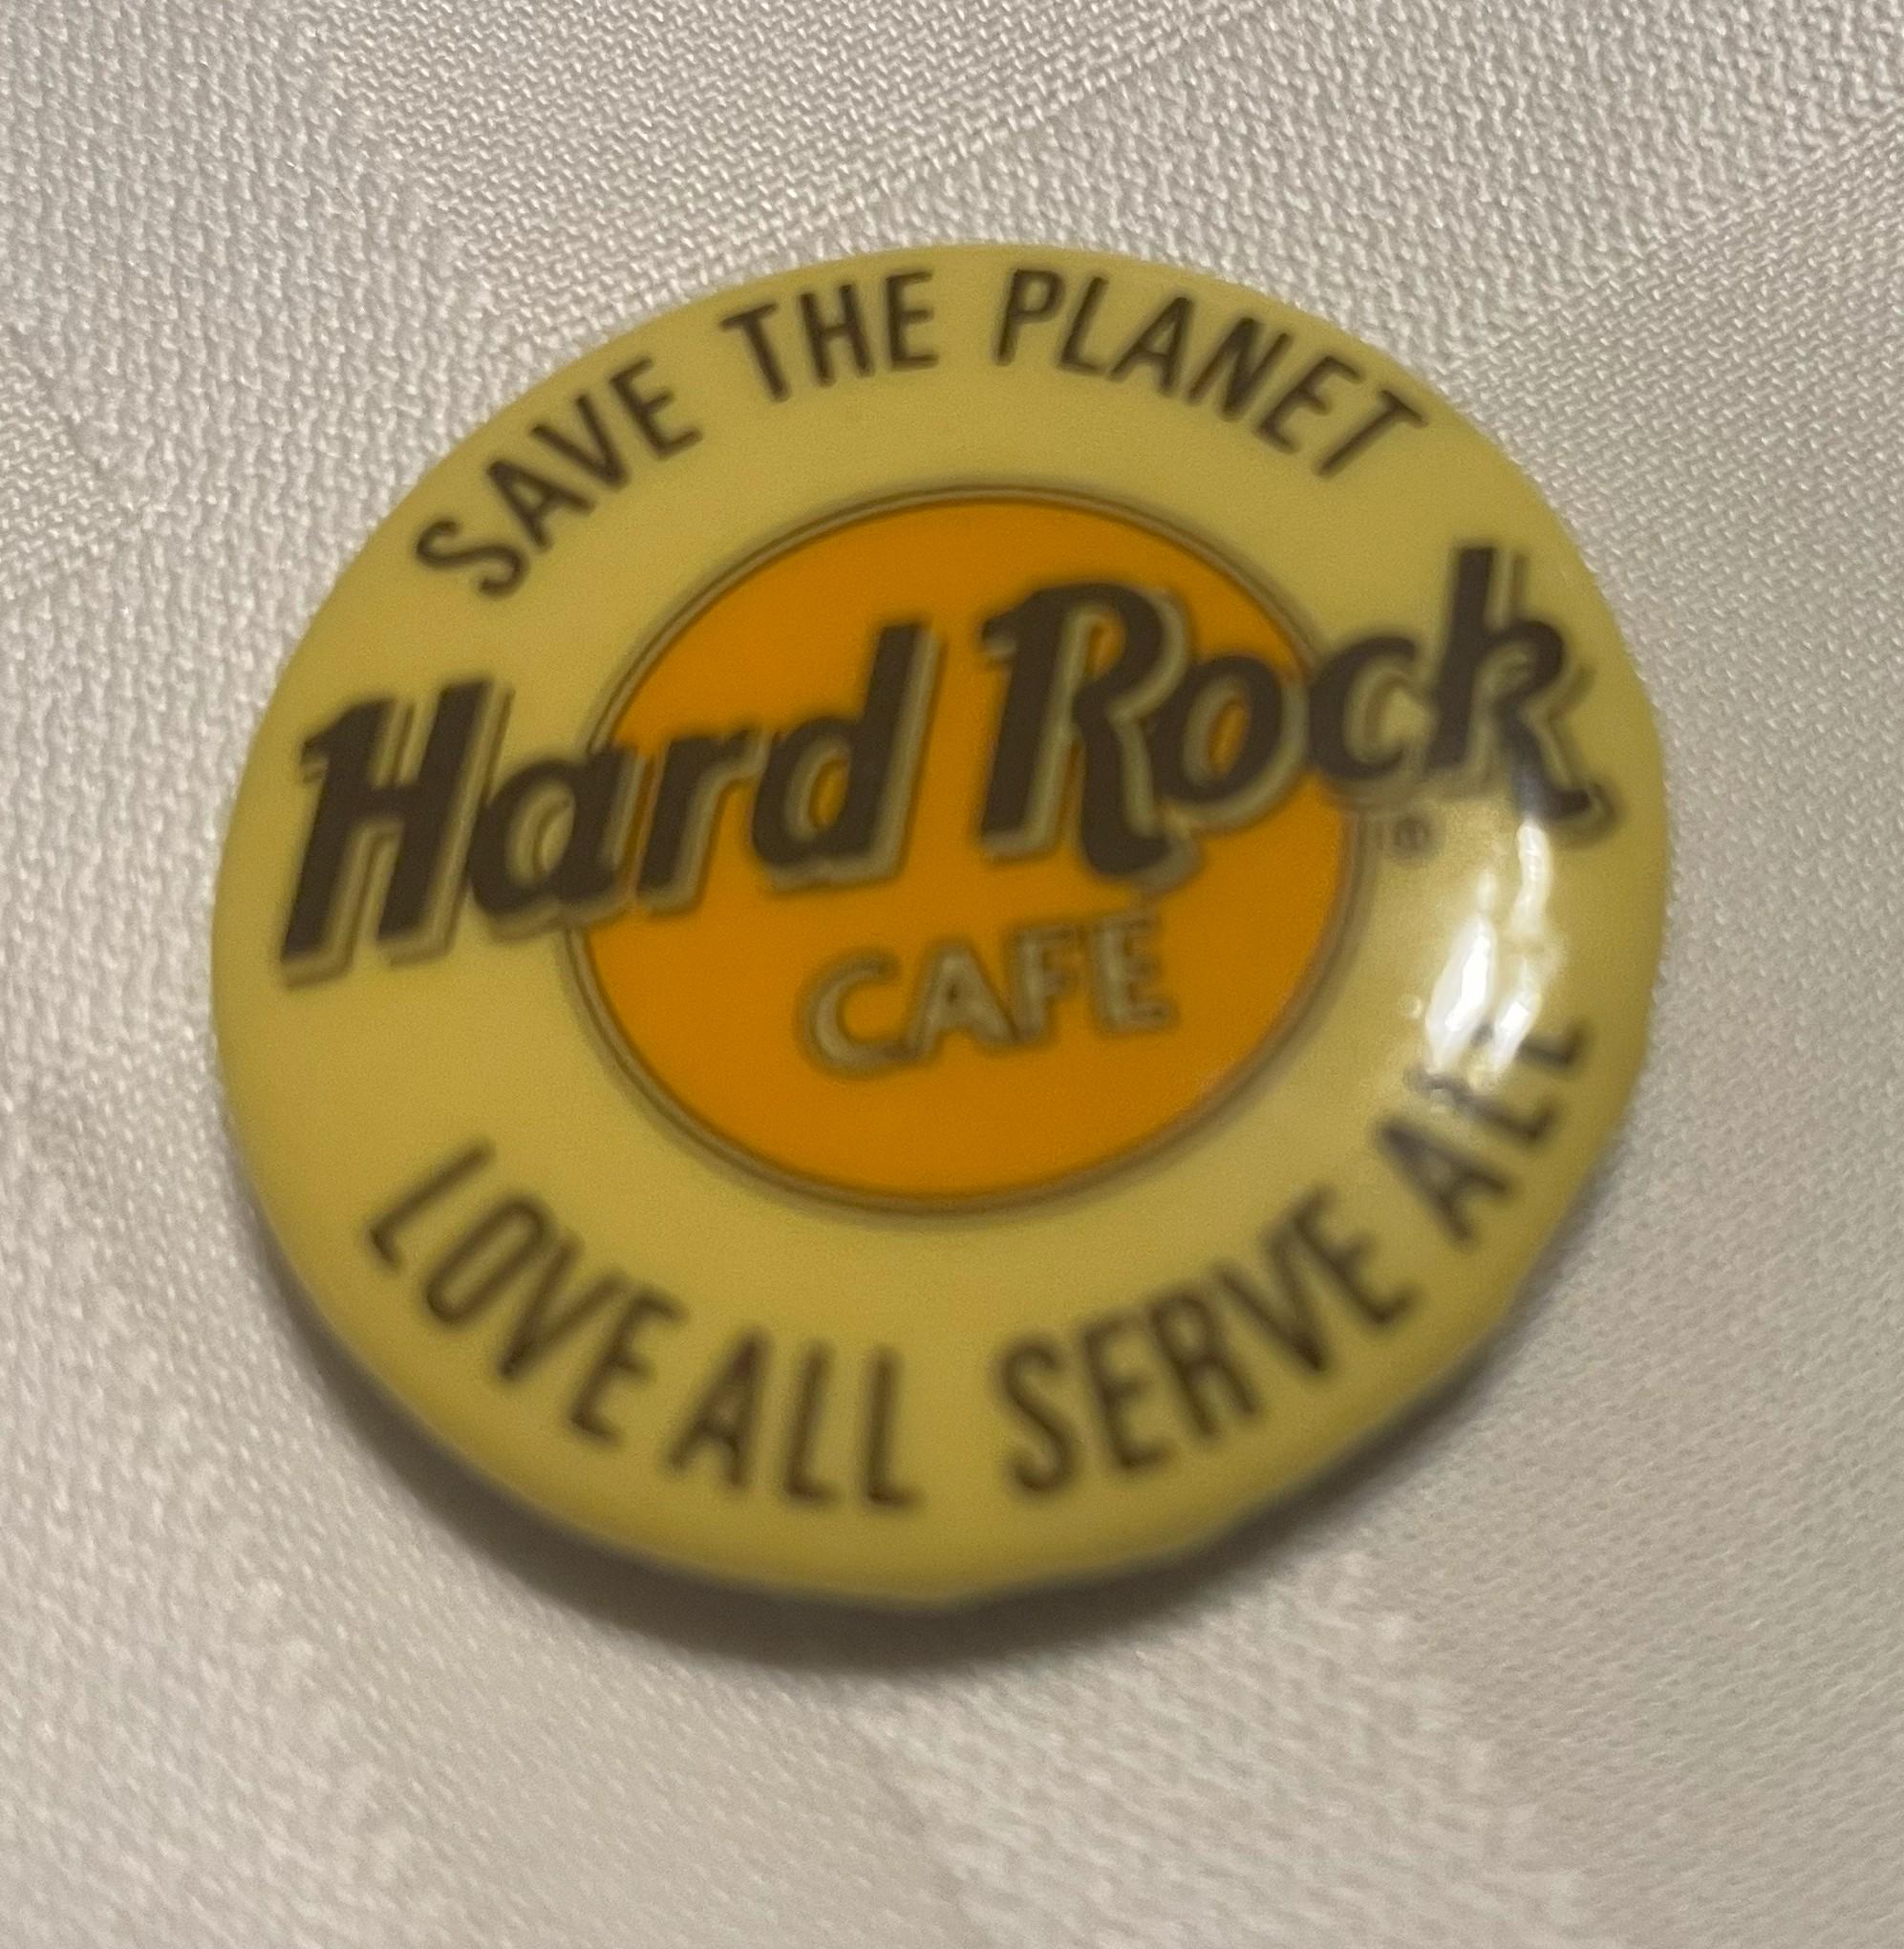 SAVE THE PLANET
Hard Rock
®
CAFE
LOVE ALL SERVE ALL